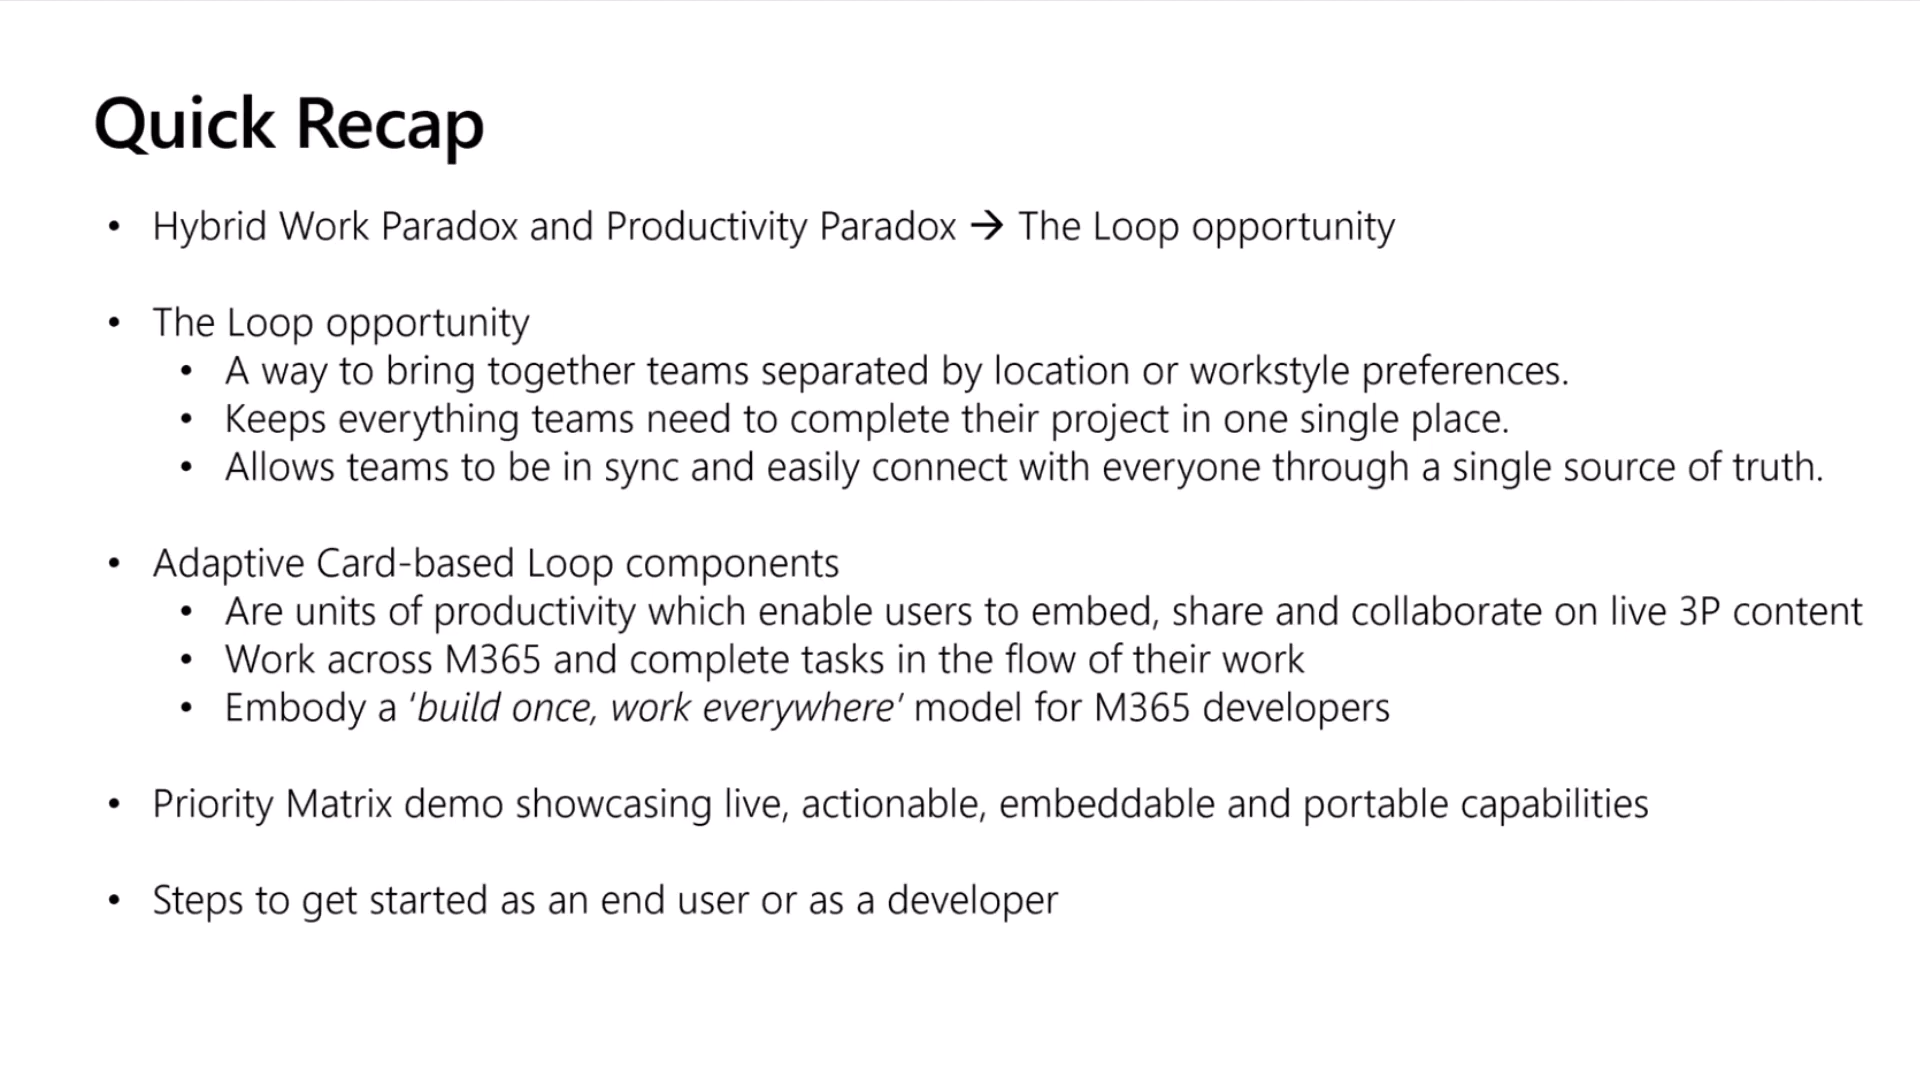 Quick Recap
• Hybrid Work Paradox and Productivity Paradox → The Loop opportunity
• The Loop opportunity
• A way to bring together teams separated by location or workstyle preferences.
• Keeps everything teams need to complete their project in one single place.
• Allows teams to be in sync and easily connect with everyone through a single source of truth.
• Adaptive Card-based Loop components
• Are units of productivity which enable users to embed, share and collaborate on live 3P content
• Work across M365 and complete tasks in the flow of their work
• Embody a ‘build once, work everywhere’ model for M365 developers
• Priority Matrix demo showcasing live, actionable, embeddable and portable capabilities
• Steps to get started as an end user or as a developer